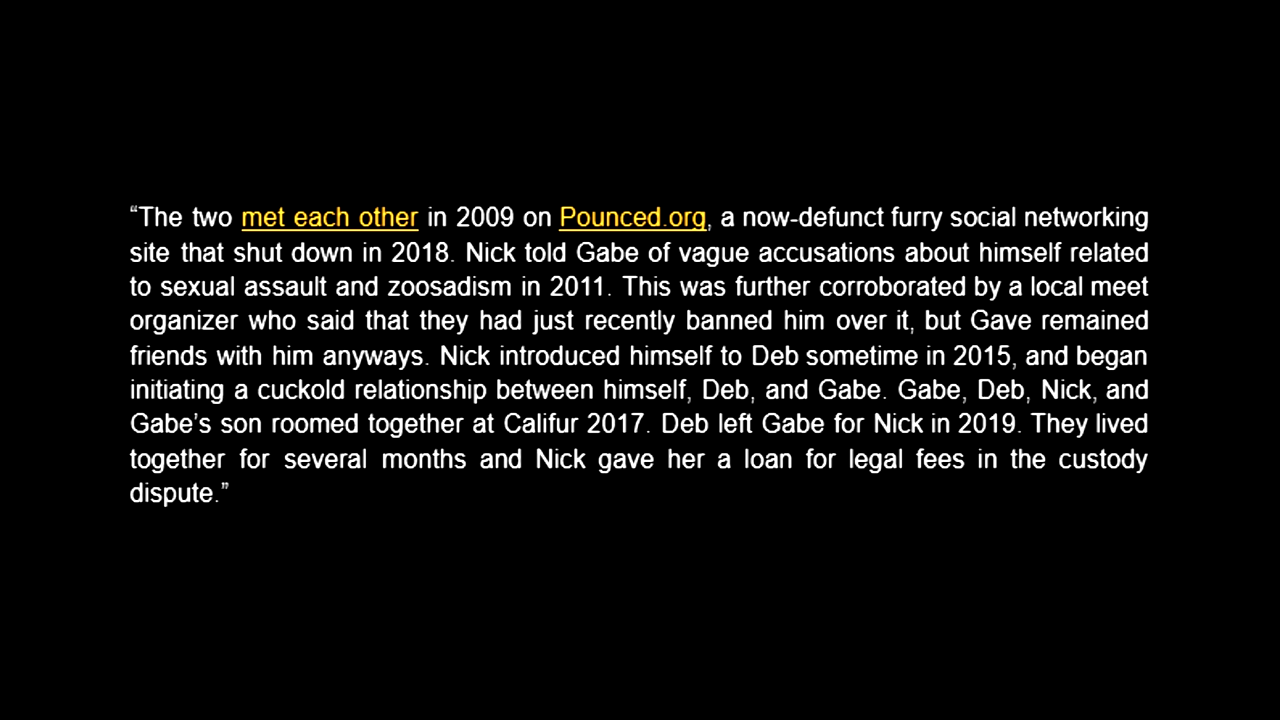 “The two met each other in 2009 on Pounced.org, a now-defunct furry social networking
site that shut down in 2018. Nick told Gabe of vague accusations about himself related
to sexual assault and zoosadism in 2011. This was further corroborated by a local meet
organizer who said that they had just recently banned him over it, but Gave remained
friends with him anyways. Nick introduced himself to Deb sometime in 2015, and began
initiating a cuckold relationship between himself, Deb, and Gabe. Gabe, Deb, Nick, and
Gabe’s son roomed together at Califur 2017. Deb left Gabe for Nick in 2019. They lived
together for several months and Nick gave her a loan for legal fees in the custody
dispute.”